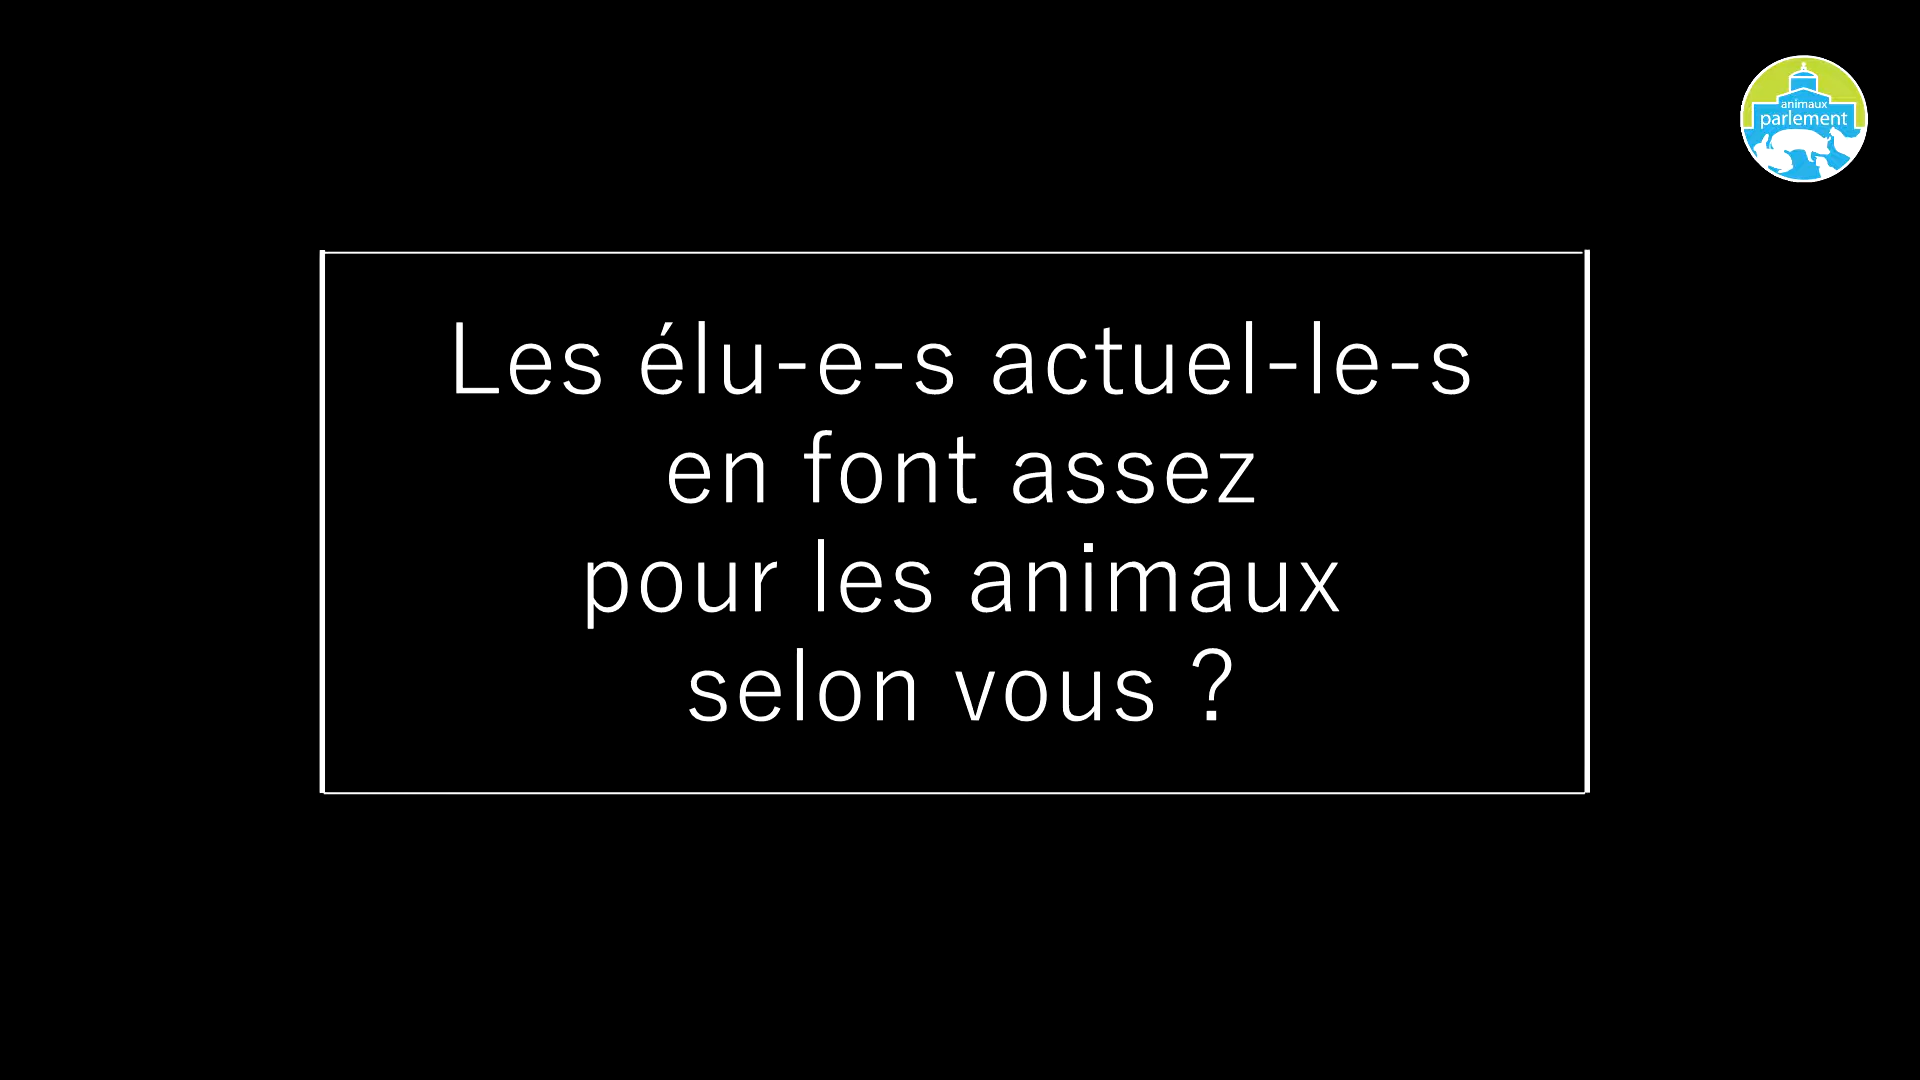 animaux
parlement
Les élu-e-s actuel-le-s
en font assez
pour les animaux
selon vous ?